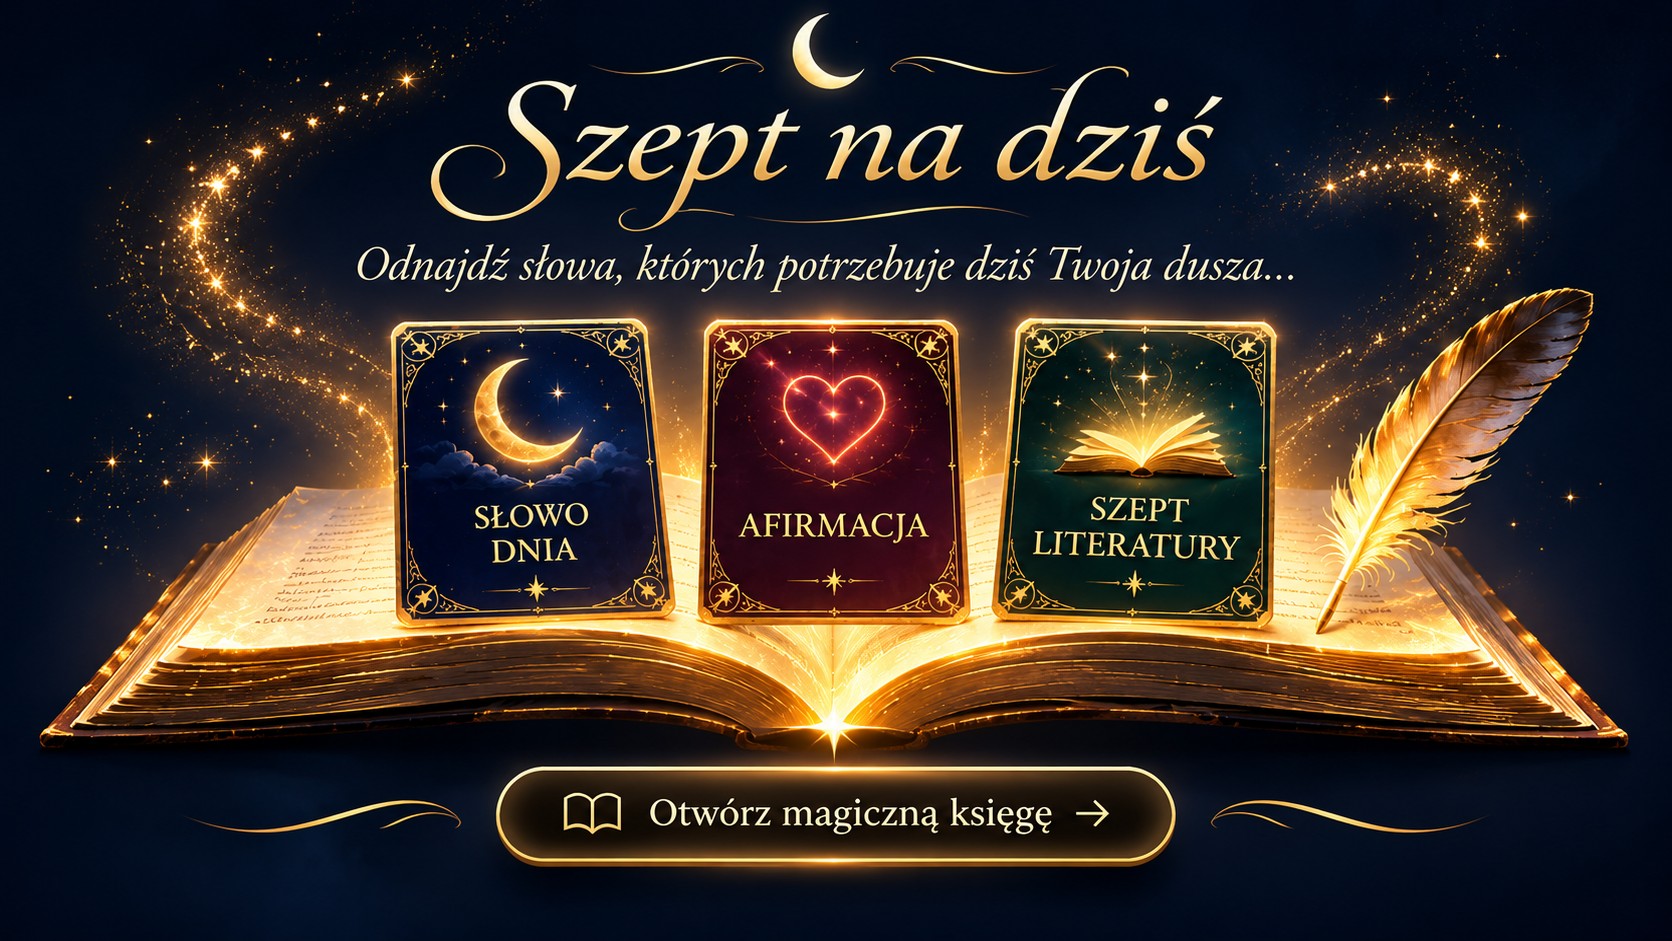 Szept na dziś
Odnajdź słowa, których potrzebuje dziś Twoja dusza...
SŁOWO
DNIA
AFIRMACJA
SZEPT
LITERATURY
Otwórz magiczną księgę →